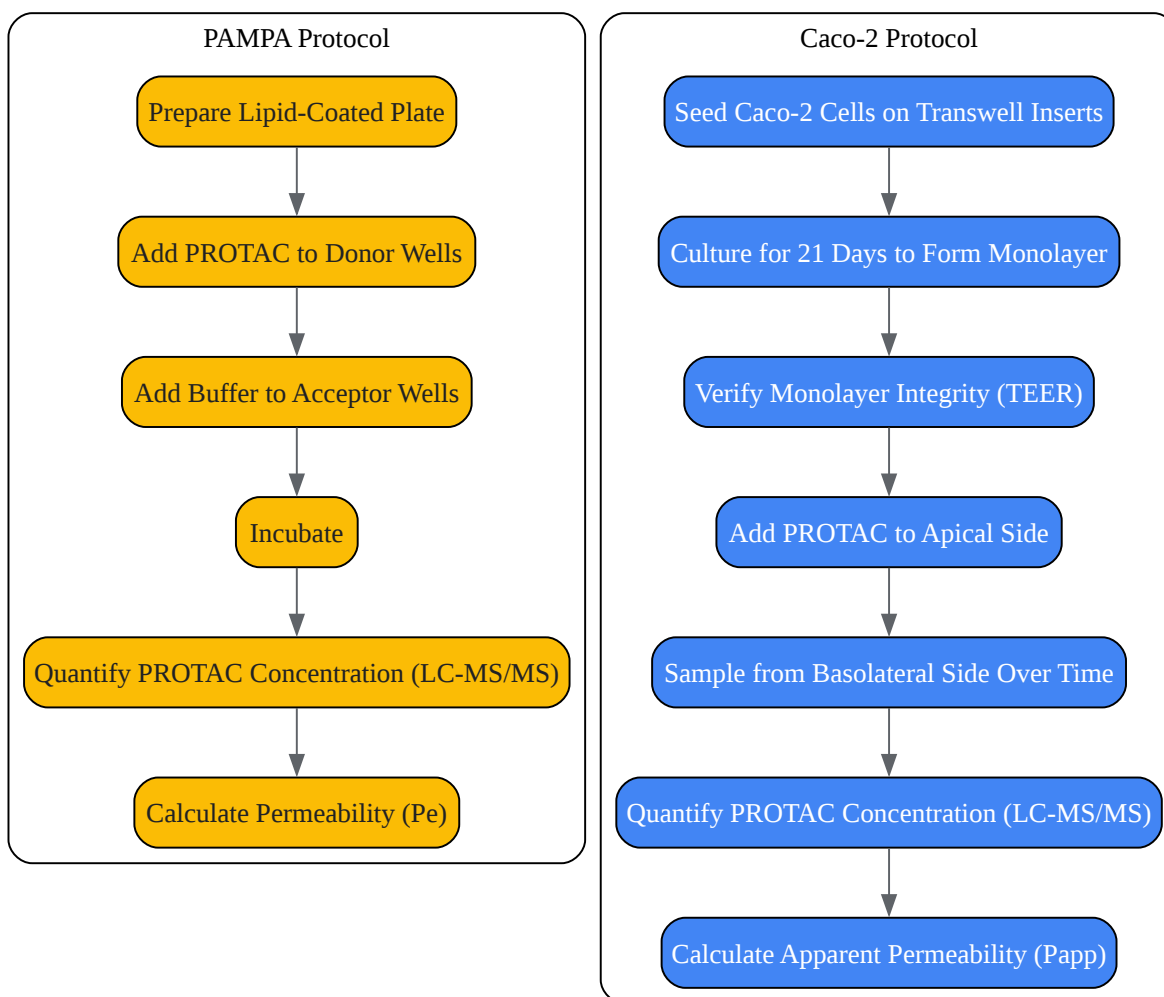 PAMPA Protocol
Prepare Lipid-Coated Plate
Add PROTAC to Donor Wells
Add Buffer to Acceptor Wells
Incubate
Quantify PROTAC Concentration (LC-MS/MS)
Calculate Permeability (Pe)
Caco-2 Protocol
Seed Caco-2 Cells on Transwell Inserts
Culture for 21 Days to Form Monolayer
Verify Monolayer Integrity (TEER)
Add PROTAC to Apical Side
Sample from Basolateral Side Over Time
Quantify PROTAC Concentration (LC-MS/MS)
Calculate Apparent Permeability (Papp)